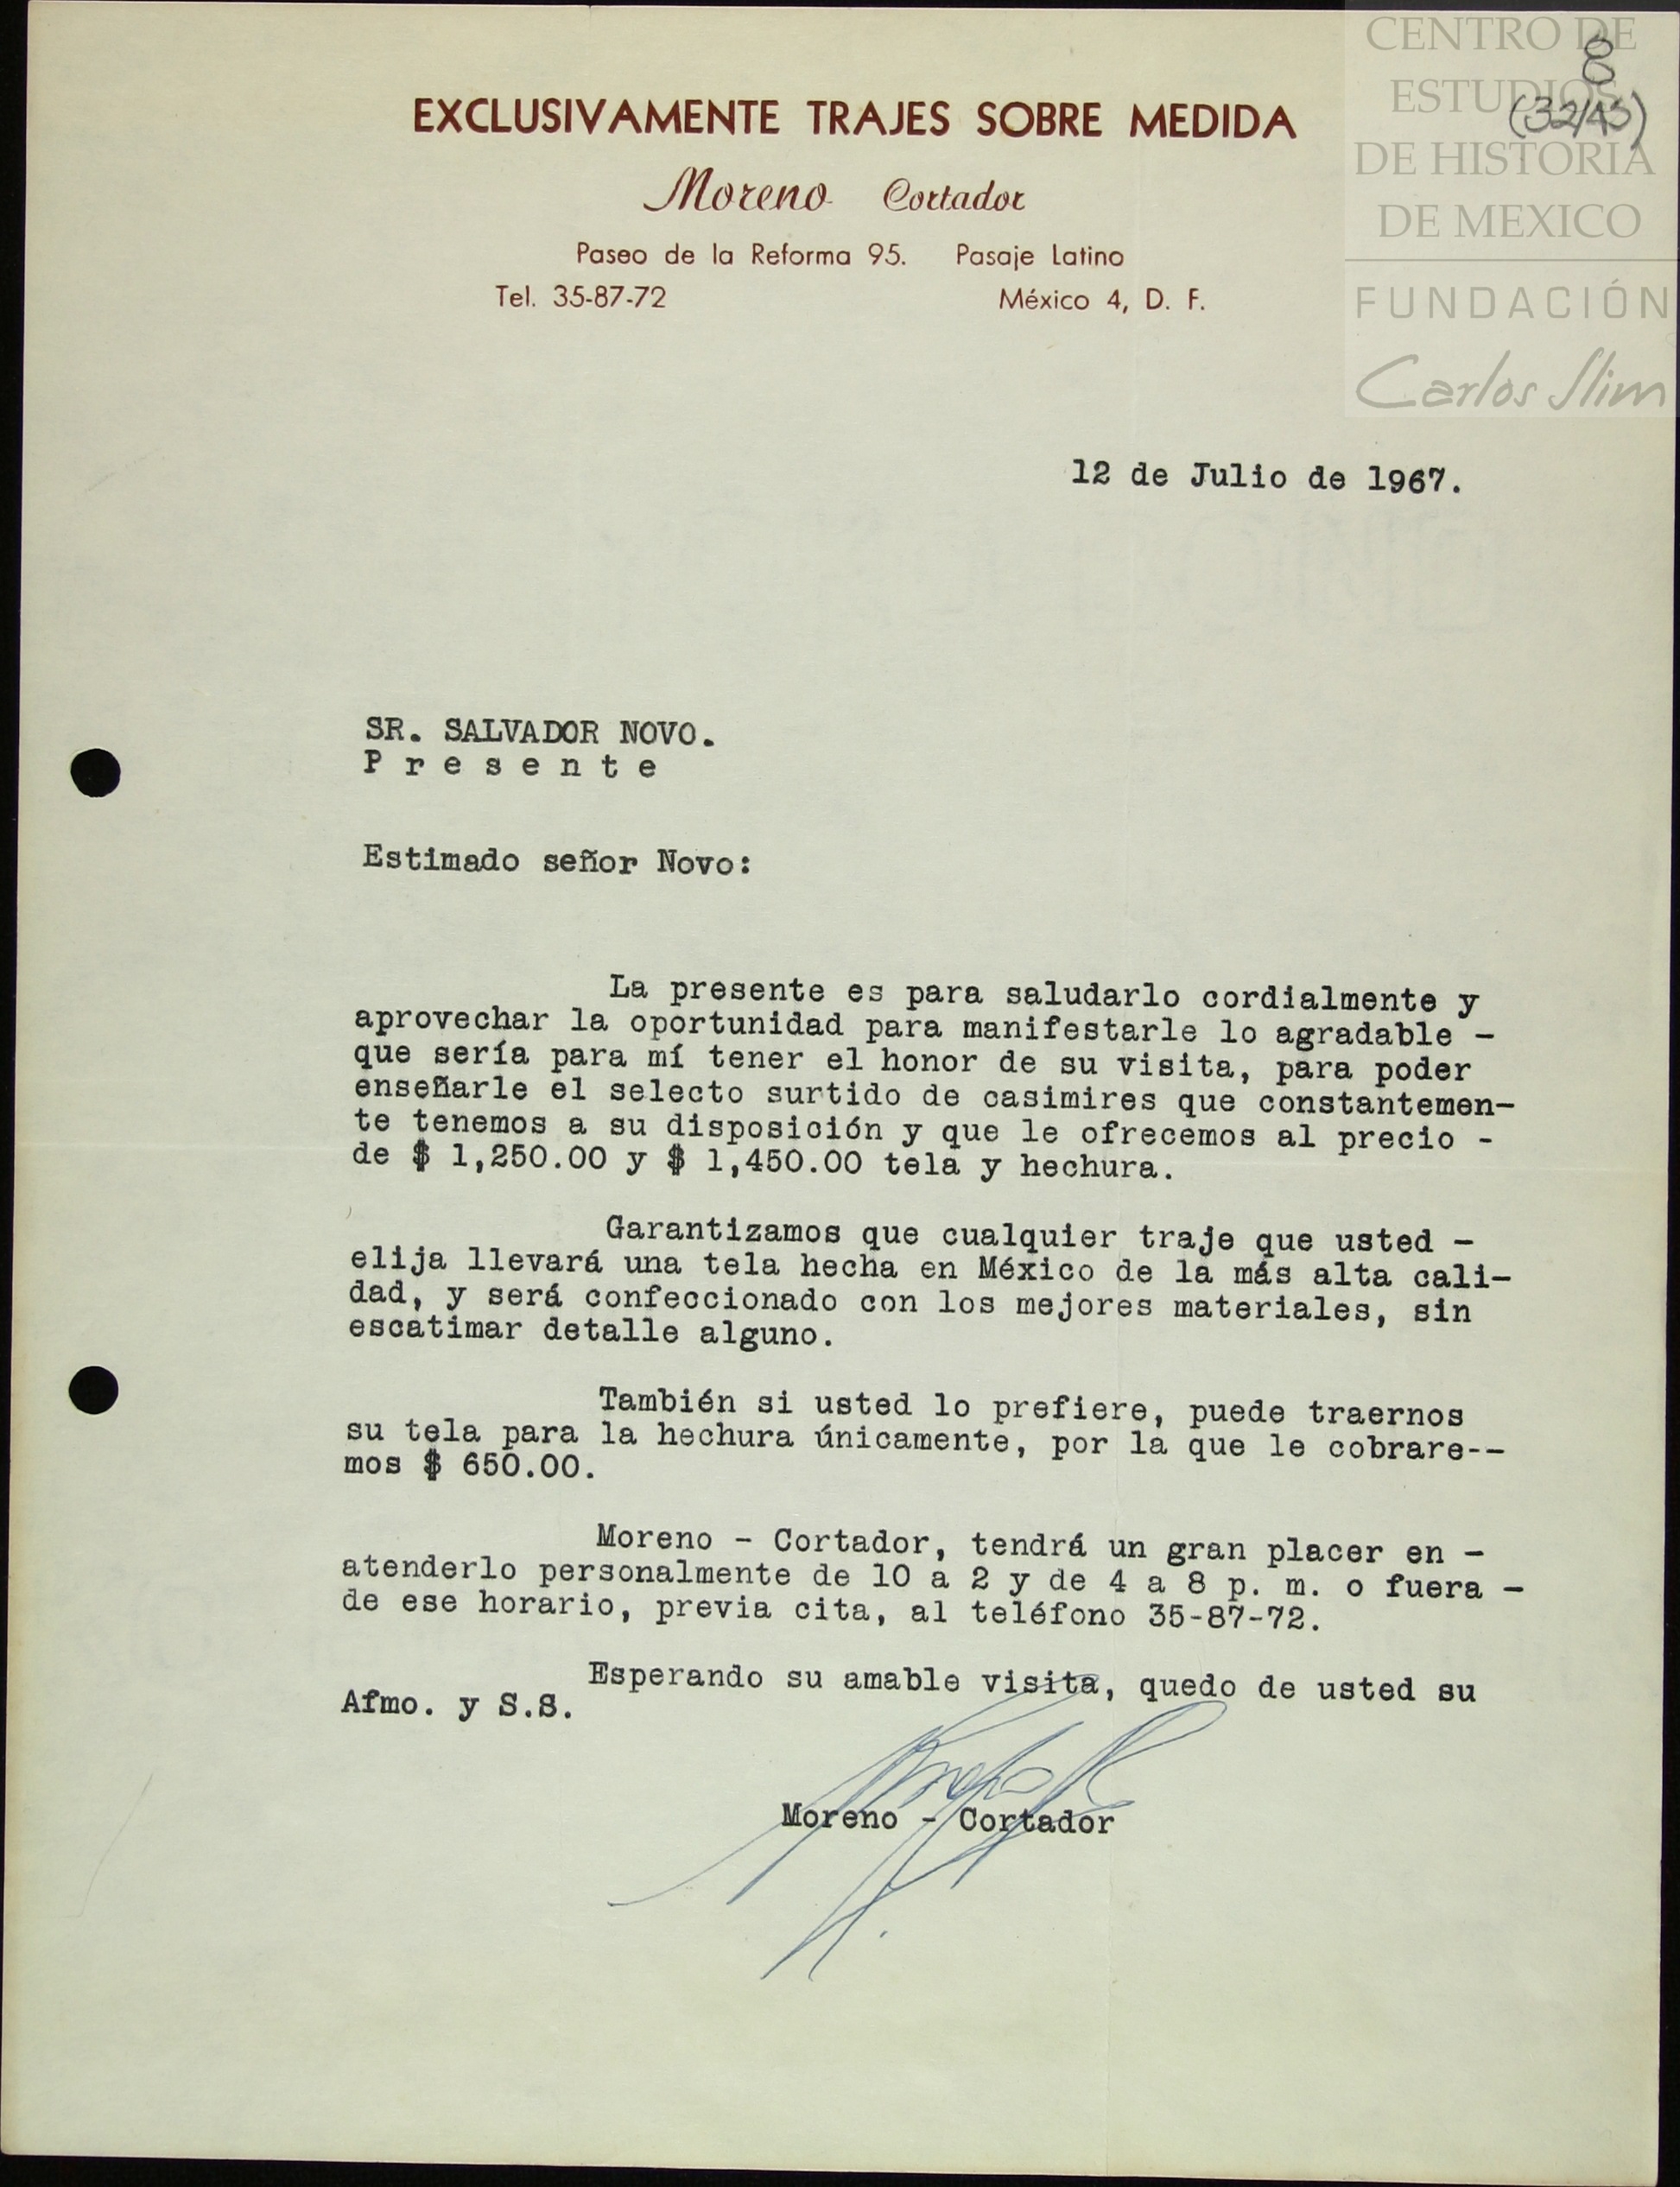 CENTRO DE
ESTUDIOS
DE HISTORIA
DE MEXICO
FUNDACIÓN
Carlos Slim
8
(32/43)
EXCLUSIVAMENTE TRAJES SOBRE MEDIDA
Moreno Cortador
Paseo de la Reforma 95. Pasaje Latino
Tel. 35-87-72 México 4, D. F.
12 de Julio de 1967.
SR. SALVADOR NOVO.
P r e s e n t e
Estimado señor Novo:
La presente es para saludarlo cordialmente y
aprovechar la oportunidad para manifestarle lo agradable -
que sería para mí tener el honor de su visita, para poder
enseñarle el selecto surtido de casimires que constantemen-
te tenemos a su disposición y que le ofrecemos al precio -
de $ 1,250.00 y $ 1,450.00 tela y hechura.
Garantizamos que cualquier traje que usted -
elija llevará una tela hecha en México de la más alta cali-
dad, y será confeccionado con los mejores materiales, sin
escatimar detalle alguno.
También si usted lo prefiere, puede traernos
su tela para la hechura únicamente, por la que le cobrare--
mos $ 650.00.
Moreno - Cortador, tendrá un gran placer en -
atenderlo personalmente de 10 a 2 y de 4 a 8 p. m. o fuera -
de ese horario, previa cita, al teléfono 35-87-72.
Esperando su amable visita, quedo de usted su
Afmo. y S.S.
Moreno - Cortador